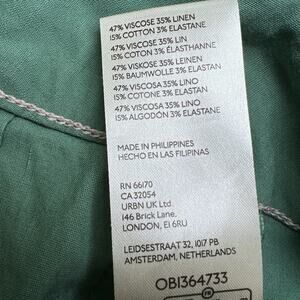 47% VISCOSE 35% LINEN
15% COTTON 3% ELASTANE
47% VISCOSE 35% LIN
15% COTON 3% ÉLASTHANNE
47% VISKOSE 35% LEINEN
15% BAUMWOLLE 3% ELASTAN
47% VISCOSA 35% LINO
15% COTONE 3% ELASTAN
47% VISCOSA 35% LINO
15% ALGODÓN 3% ELASTANO
MADE IN PHILIPPINES
HECHO EN LAS FILIPINAS
RN 66170
CA 32054
URBN UK Ltd.
146 Brick Lane,
LONDON, E1 6RU
LEIDSESTRAAT 32, 1017 PB
AMSTERDAM, NETHERLANDS
OB1364733